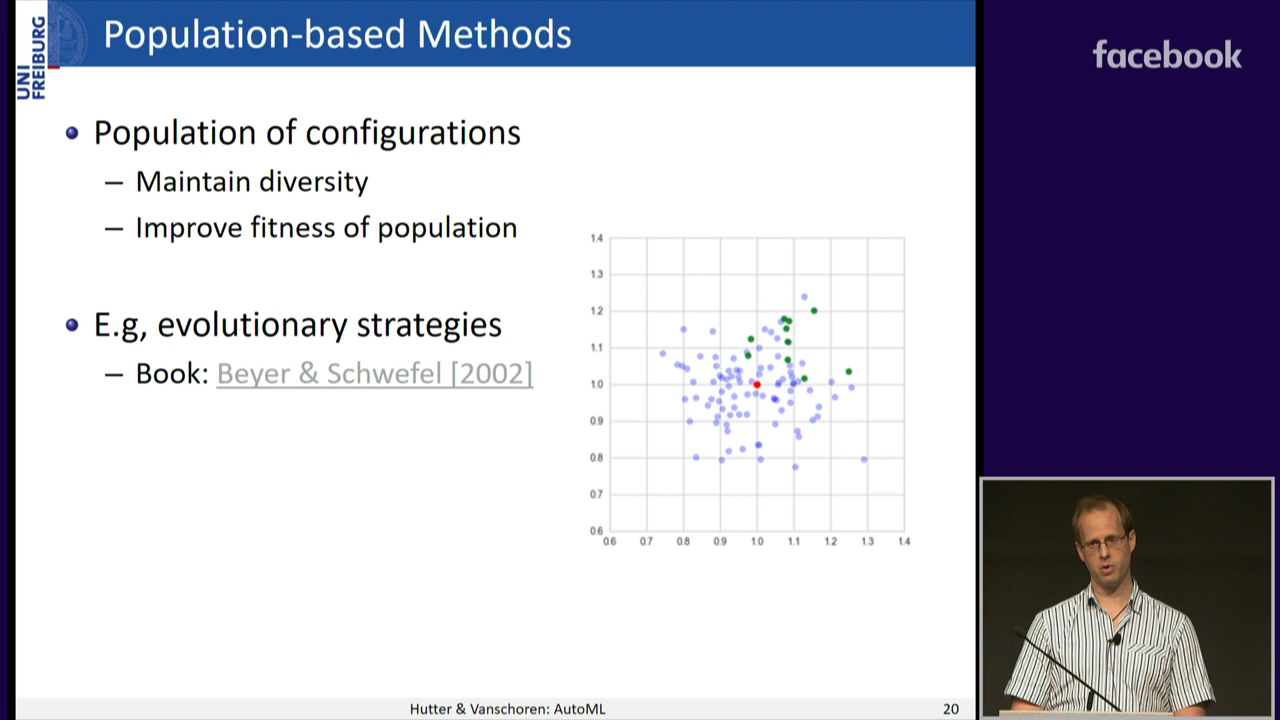 UNI
FREIBURG
Population-based Methods
facebook
Population of configurations
– Maintain diversity
– Improve fitness of population
E.g, evolutionary strategies
– Book: Beyer & Schwefel [2002]
1.4
1.3
1.2
1.1
1.0
0.9
0.8
0.7
0.6
0.6 0.7 0.8 0.9 1.0 1.1 1.2 1.3 1.4
Hutter & Vanschoren: AutoML
20